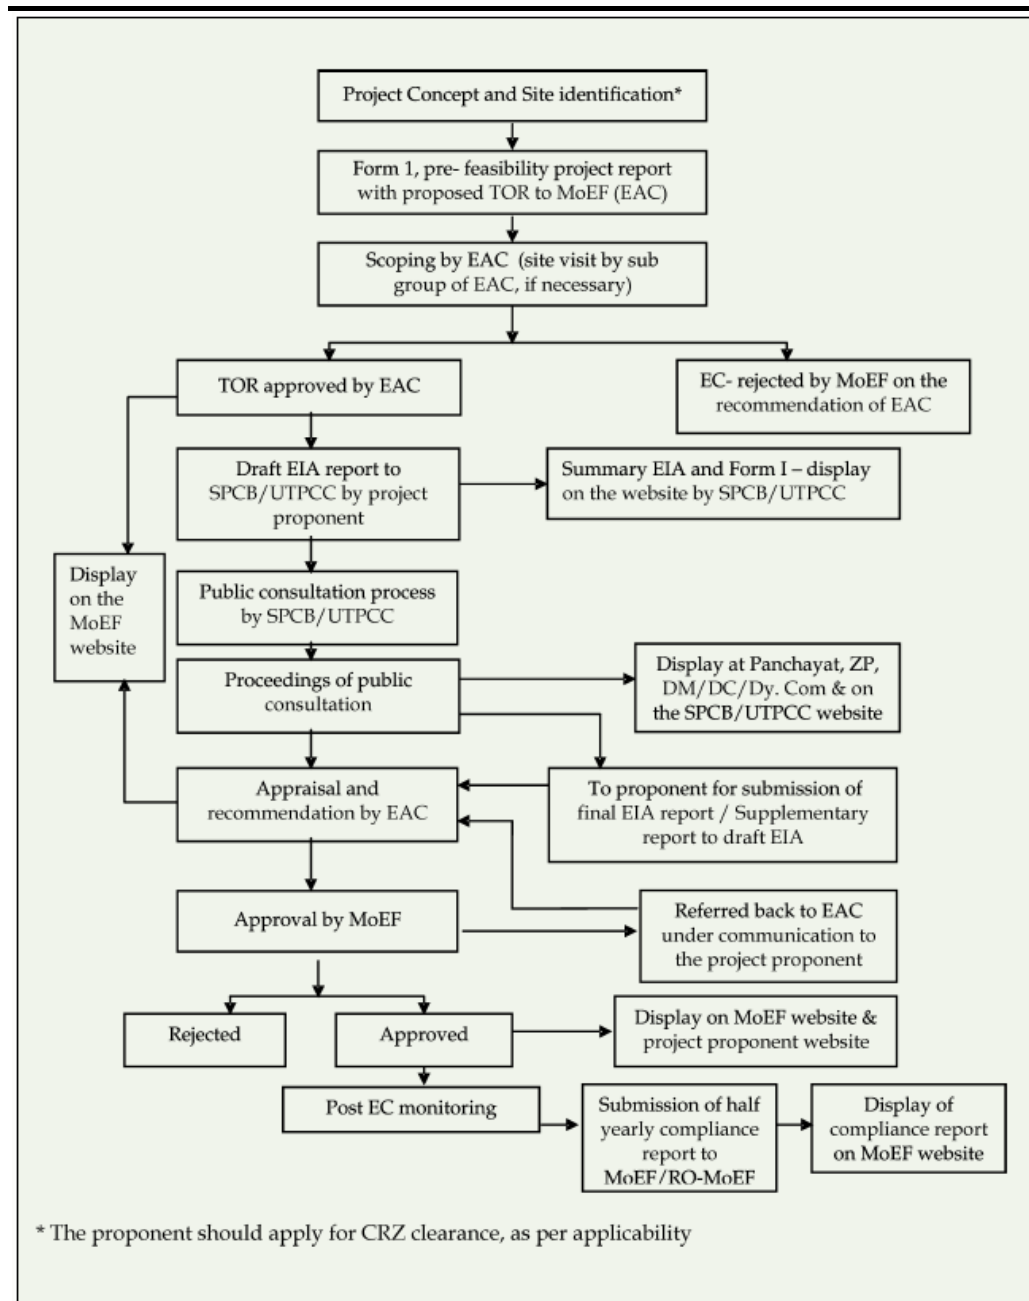 Project Concept and Site identification*
Form 1, pre- feasibility project report
with proposed TOR to MoEF (EAC)
Scoping by EAC (site visit by sub
group of EAC, if necessary)
TOR approved by EAC
EC- rejected by MoEF on the
recommendation of EAC
Draft EIA report to
SPCB/UTPCC by project
proponent
Summary EIA and Form I – display
on the website by SPCB/UTPCC
Display
on the
MoEF
website
Public consultation process
by SPCB/UTPCC
Proceedings of public
consultation
Display at Panchayat, ZP,
DM/DC/Dy. Com & on
the SPCB/UTPCC website
Appraisal and
recommendation by EAC
To proponent for submission of
final EIA report / Supplementary
report to draft EIA
Approval by MoEF
Referred back to EAC
under communication to
the project proponent
Rejected
Approved
Display on MoEF website &
project proponent website
Post EC monitoring
Submission of half
yearly compliance
report to
MoEF/RO-MoEF
Display of
compliance report
on MoEF website
* The proponent should apply for CRZ clearance, as per applicability